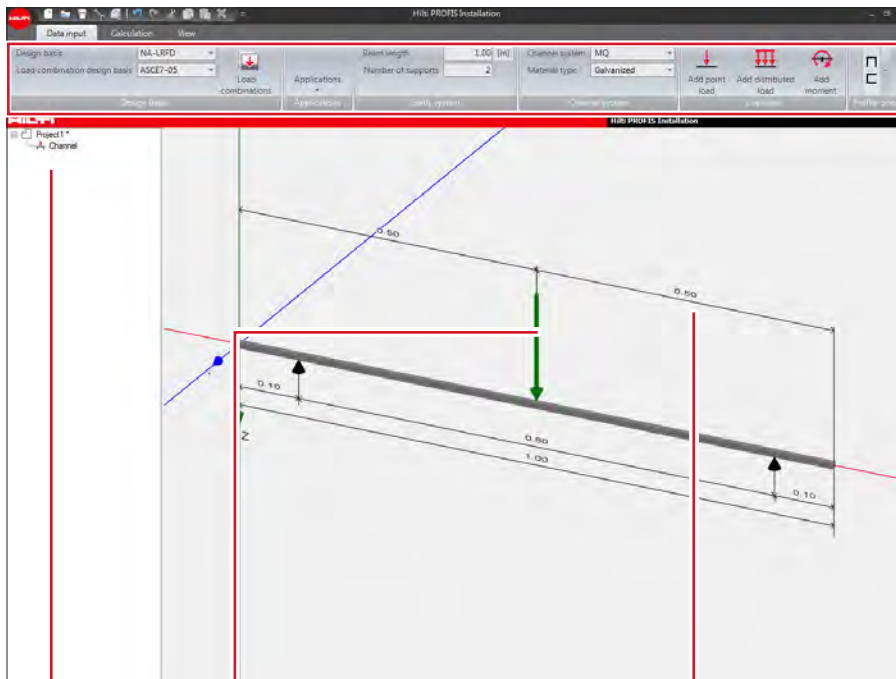 HILTI
Hilti PROFIS Installation
Data input Calculation View
Design basis NA-LRFD
Load combination design basis ASCE7-05
Load combinations
Design Basis
Applications
Applications
Beam length 1.00 [m]
Number of supports 2
Static system
Channel system MQ
Material type Galvanized
Channel system
Add point load
Add distributed load
Add moment
Hilti PROFIS Installation
Project1 *
Channel
0.50
0.50
0.10
Z
0.80
1.00
0.10